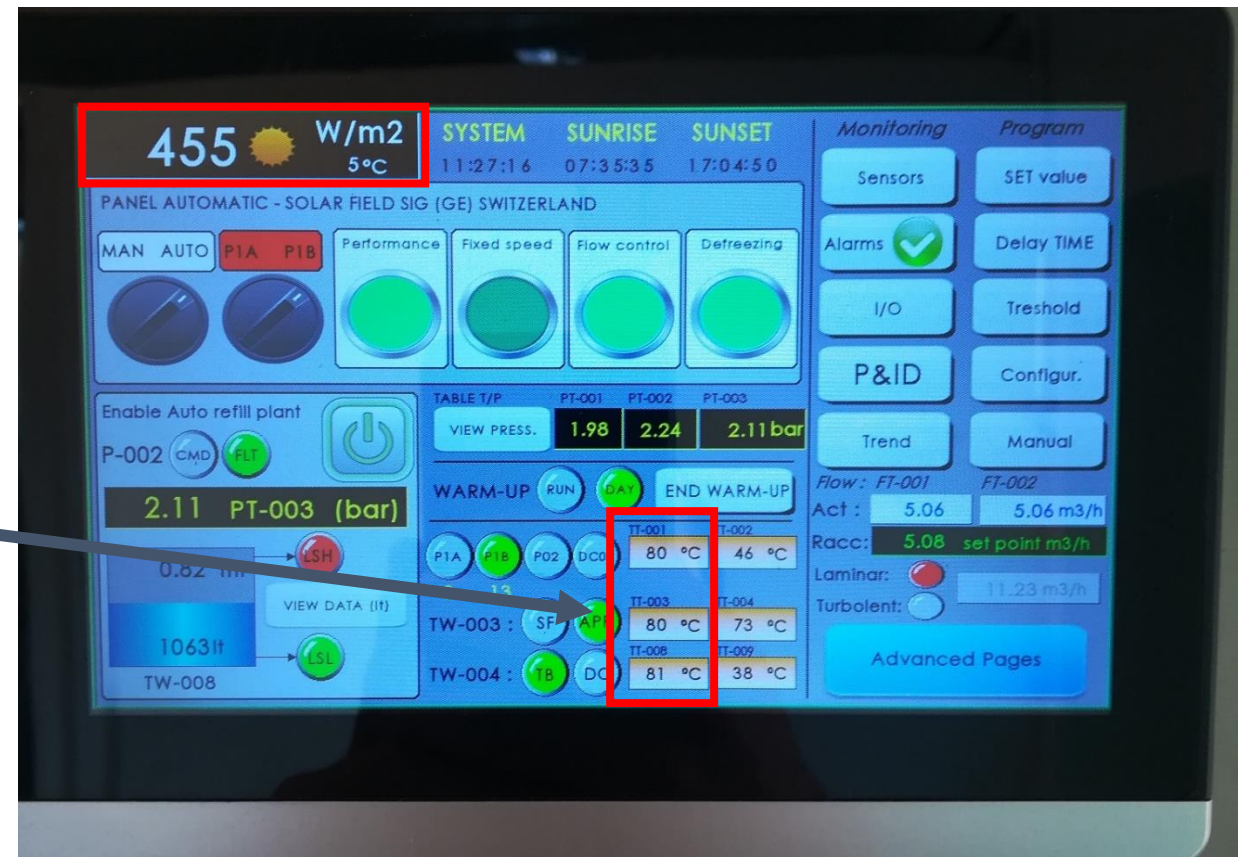 455 W/m2
5°C
SYSTEM SUNRISE SUNSET
11:27:16 07:35:35 17:04:50
PANEL AUTOMATIC - SOLAR FIELD SIG (GE) SWITZERLAND
MAN AUTO P1A P1B
Performance Fixed speed Flow control Defreezing
Enable Auto refill plant
P-002 CMD FLT
2.11 PT-003 (bar)
LSH
0.82
VIEW DATA (lt)
1063lt
LSL
TW-008
TABLE T/P PT-001 PT-002 PT-003
VIEW PRESS. 1.98 2.24 2.11 bar
WARM-UP RUN DAY END WARM-UP
TT-001 TT-002
P1A P1B P02 80 °C 46 °C
13
TT-003 TT-004
TW-003 : SF 80 °C 73 °C
TT-008 TT-009
TW-004 : TB DC 81 °C 38 °C
Monitoring Program
Sensors SET value
Alarms Delay TIME
I/O Treshold
P&ID Configur.
Trend Manual
Flow: FT-001 FT-002
Act : 5.06 5.06 m3/h
Racc: 5.08 set point m3/h
Laminar:
11.23 m3/h
Turbolent:
Advanced Pages